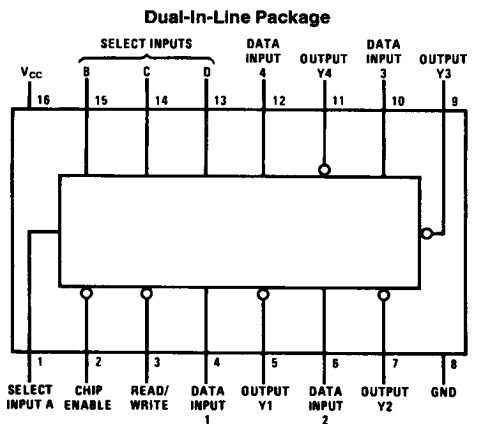 Dual-In-Line Package
SELECT INPUTS
DATA INPUT 4
OUTPUT Y4
DATA INPUT 3
OUTPUT Y3
VCC
B
C
D
16
15
14
13
12
11
10
9
1
2
3
4
5
6
7
8
SELECT INPUT A
CHIP ENABLE
READ/ WRITE
DATA INPUT 1
OUTPUT Y1
DATA INPUT 2
OUTPUT Y2
GND